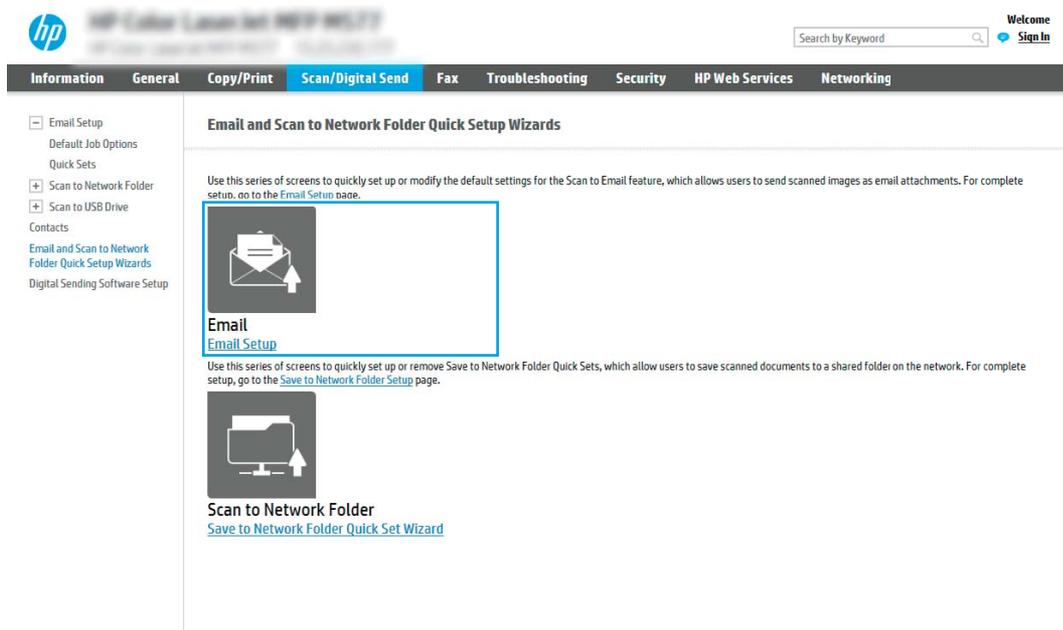 hp
Welcome
Search by Keyword
Sign In
Information General Copy/Print Scan/Digital Send Fax Troubleshooting Security HP Web Services Networking
Email Setup
Default Job Options
Quick Sets
Scan to Network Folder
Scan to USB Drive
Contacts
Email and Scan to Network
Folder Quick Setup Wizards
Digital Sending Software Setup
Email and Scan to Network Folder Quick Setup Wizards
Use this series of screens to quickly set up or modify the default settings for the Scan to Email feature, which allows users to send scanned images as email attachments. For complete
setup, go to the Email Setup page.
Email
Email Setup
Use this series of screens to quickly set up or remove Save to Network Folder Quick Sets, which allow users to save scanned documents to a shared folder on the network. For complete
setup, go to the Save to Network Folder Setup page.
Scan to Network Folder
Save to Network Folder Quick Set Wizard